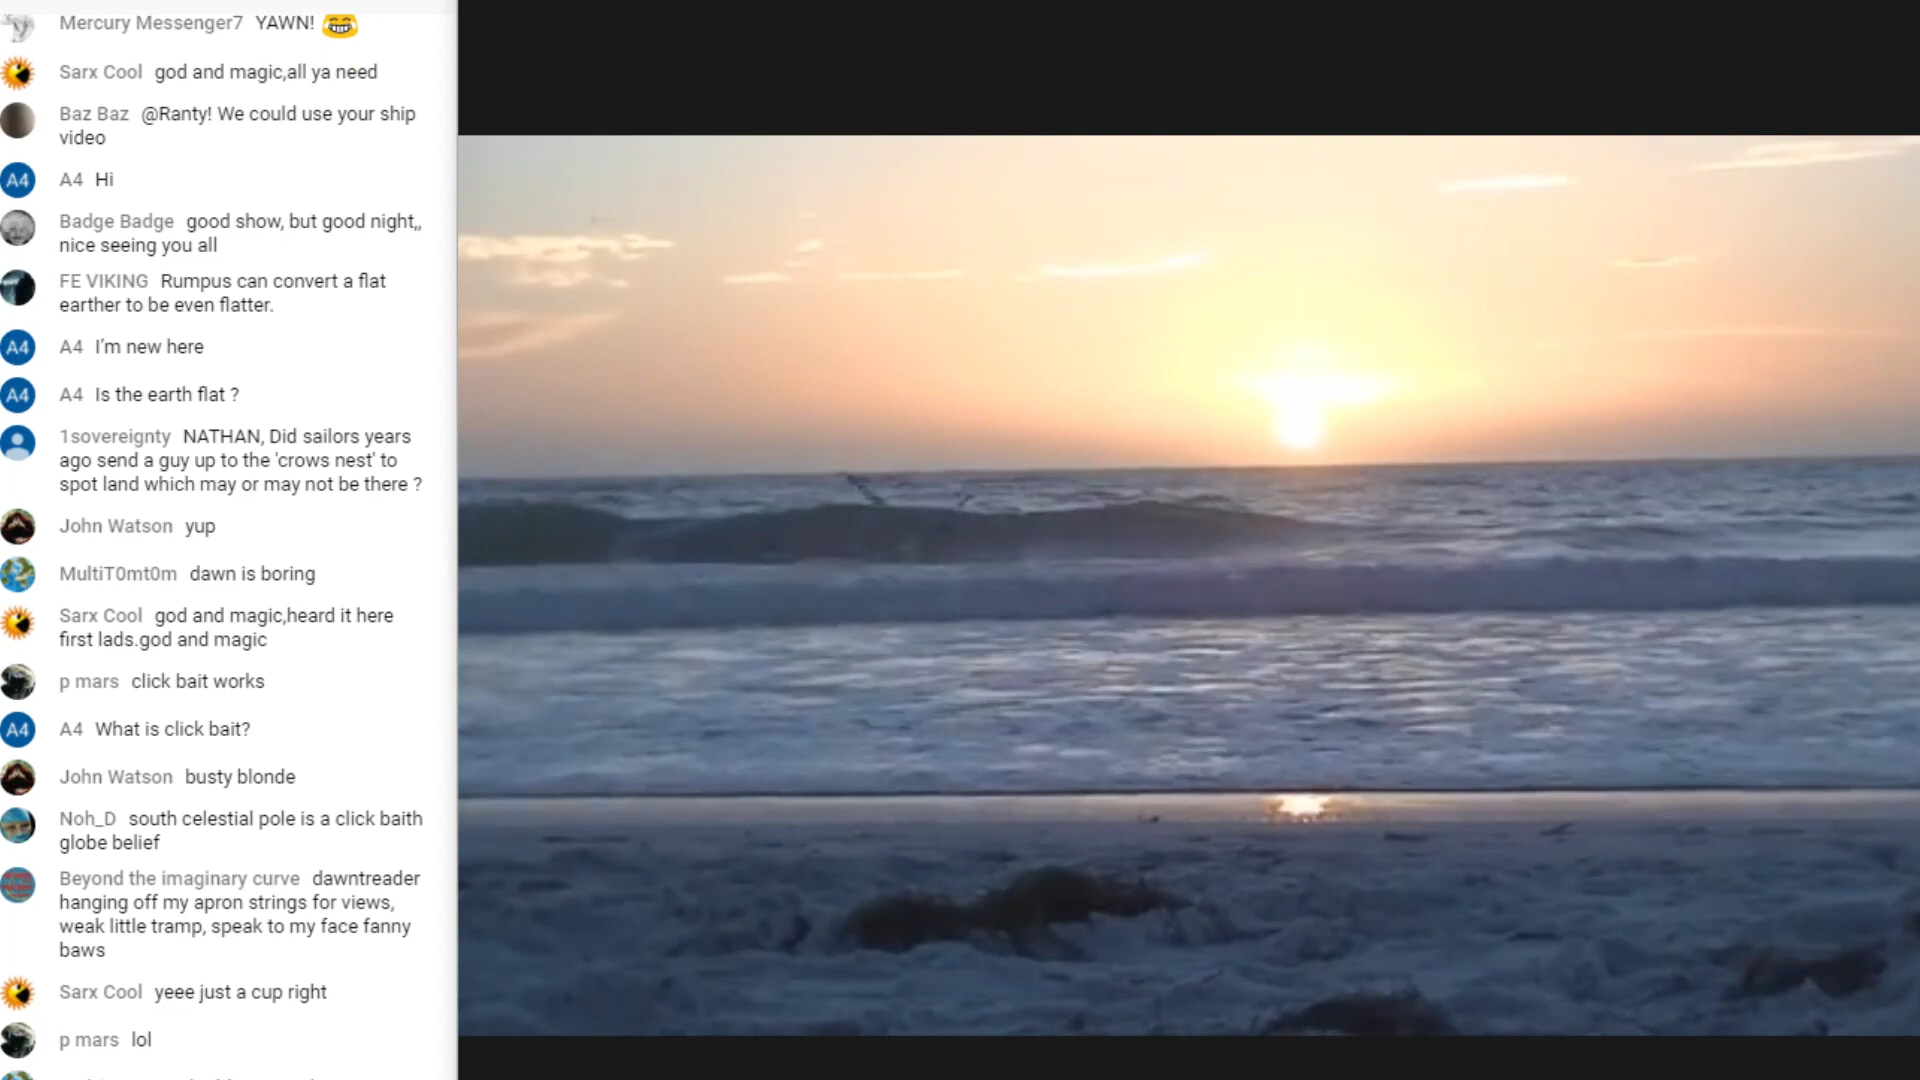 Mercury Messenger7 YAWN! 😂
Sarx Cool god and magic,all ya need
Baz Baz @Ranty! We could use your ship
video
A4 A4 Hi
Badge Badge good show, but good night,,
nice seeing you all
FE VIKING Rumpus can convert a flat
earther to be even flatter.
A4 A4 I'm new here
A4 A4 Is the earth flat ?
1sovereignty NATHAN, Did sailors years
ago send a guy up to the 'crows nest' to
spot land which may or may not be there ?
John Watson yup
MultiT0mt0m dawn is boring
Sarx Cool god and magic,heard it here
first lads.god and magic
p mars click bait works
A4 A4 What is click bait?
John Watson busty blonde
Noh_D south celestial pole is a click baith
globe belief
Beyond the imaginary curve dawntreader
hanging off my apron strings for views,
weak little tramp, speak to my face fanny
baws
Sarx Cool yeee just a cup right
p mars lol